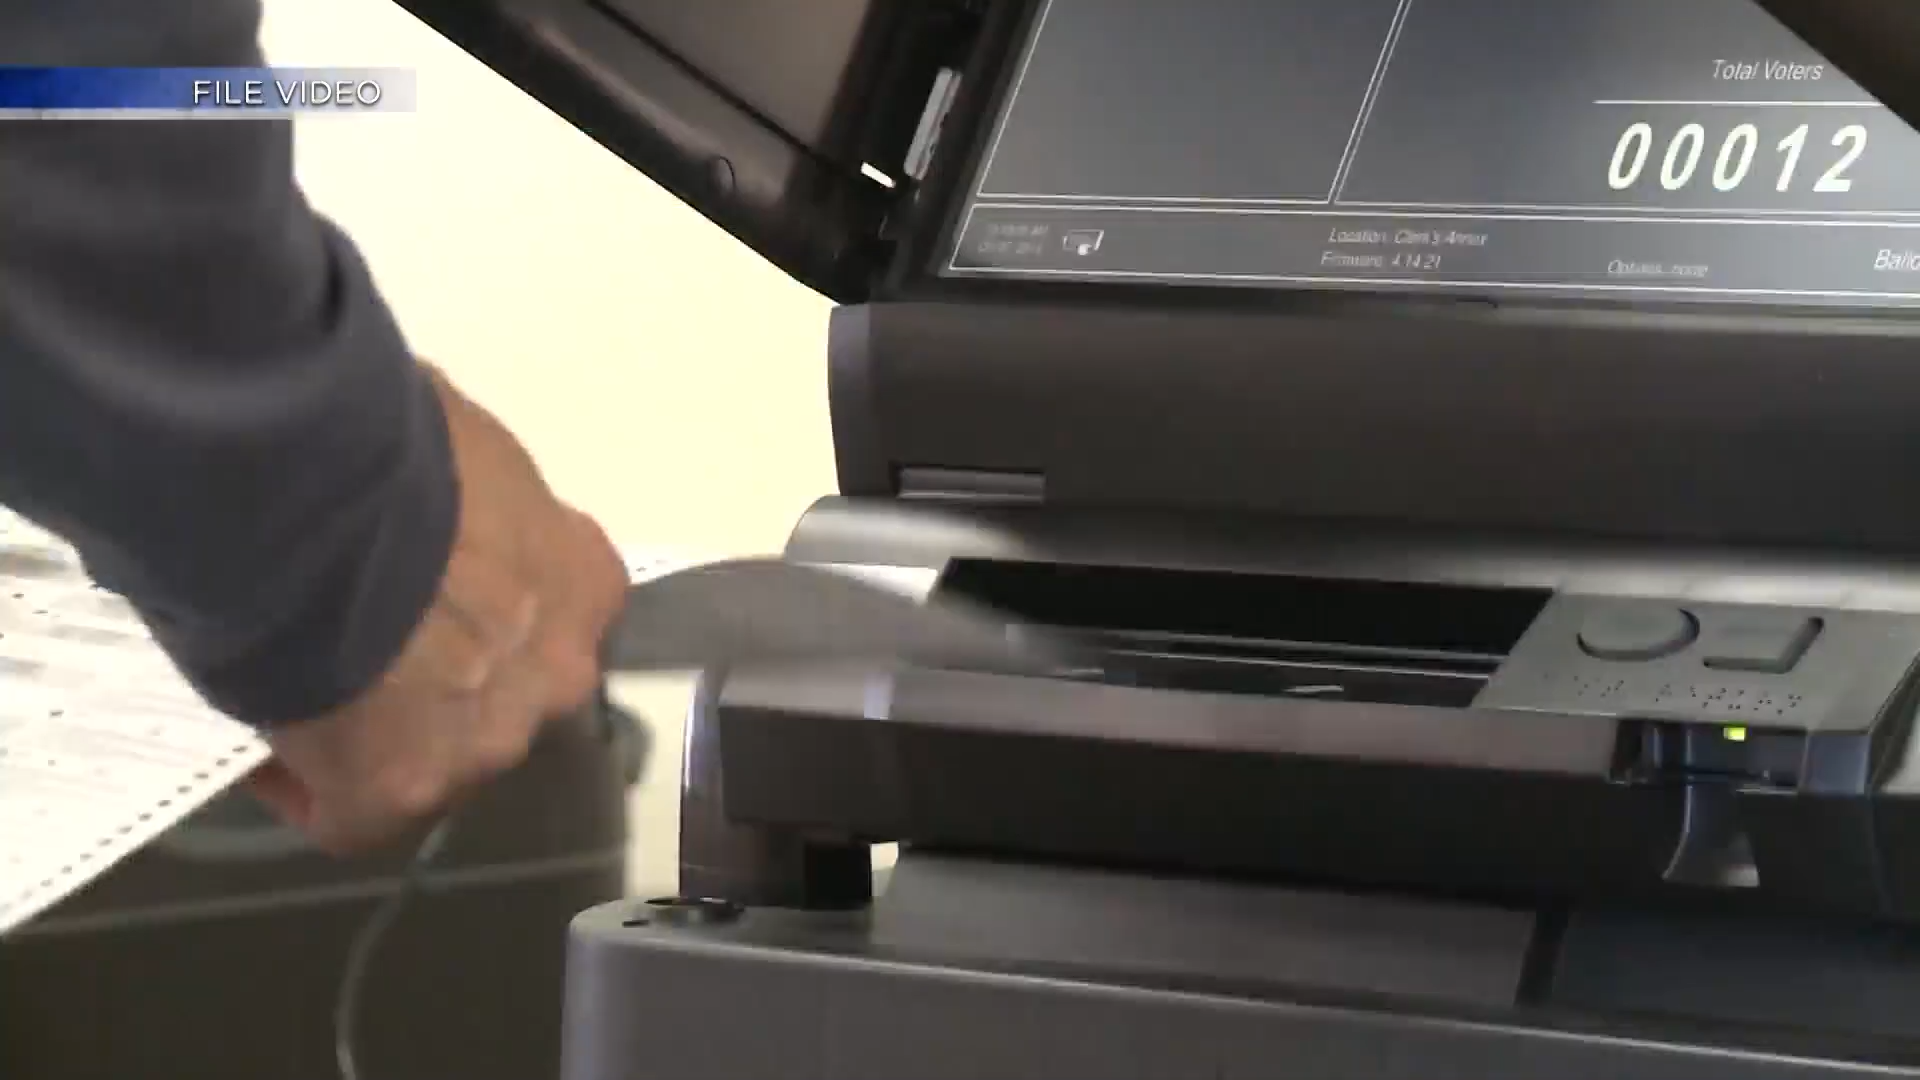 FILE VIDEO
Total Voters
00012
Location: Clerk's Annex
Firmware: 4.14.21
Options: none